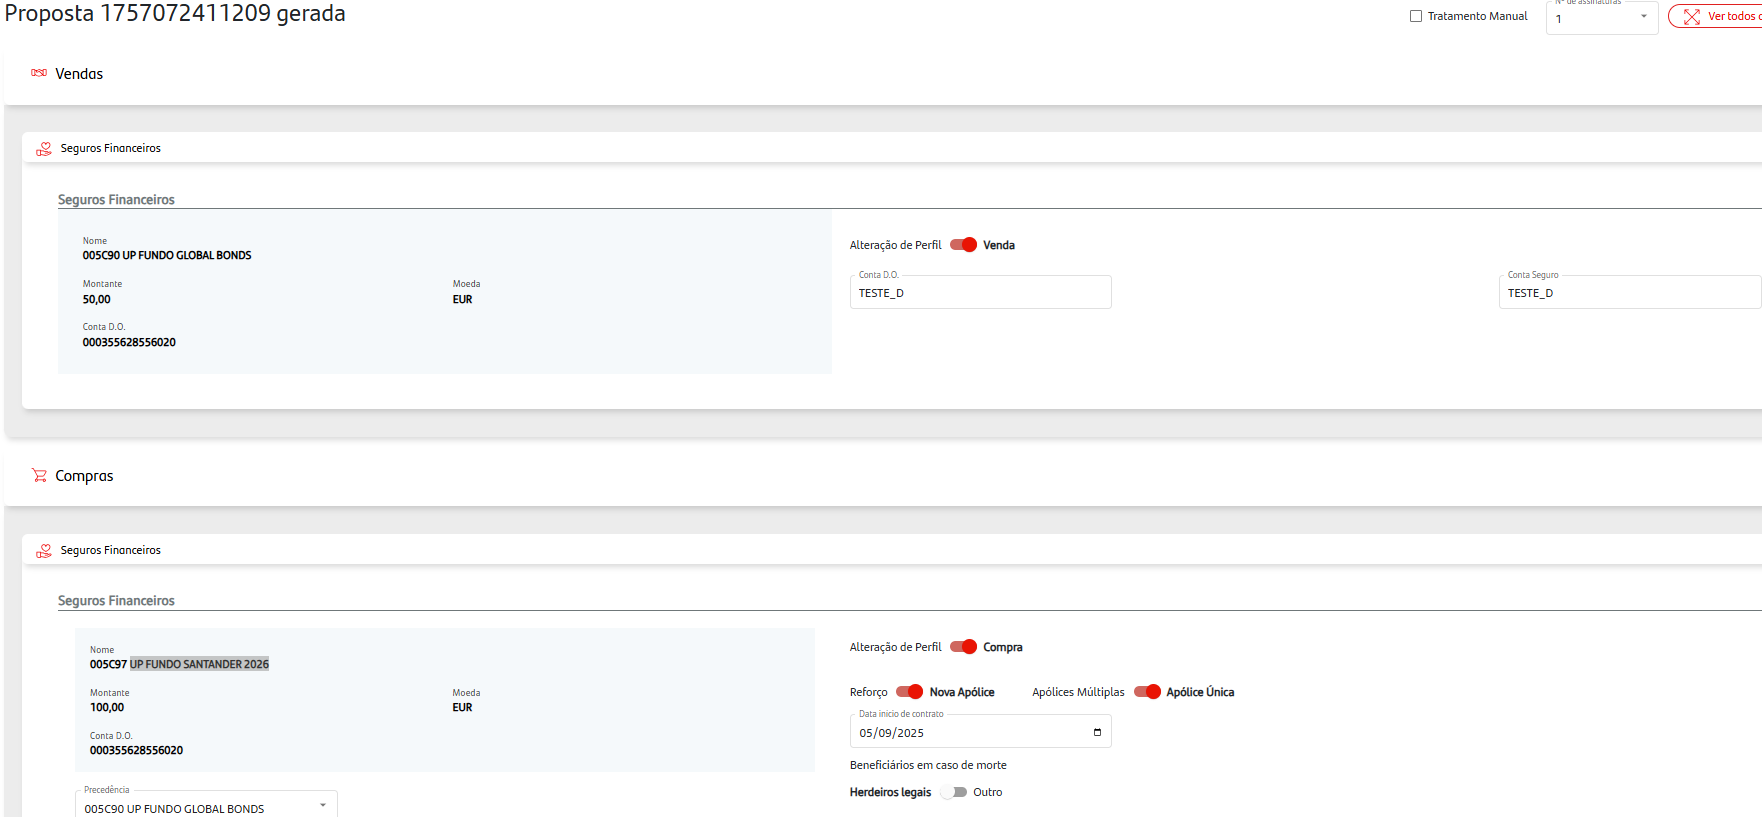 Proposta 1757072411209 gerada
Tratamento Manual
Nº de assinaturas
1
Ver todos
Vendas
Seguros Financeiros
Seguros Financeiros
Nome
005C90 UP FUNDO GLOBAL BONDS
Montante
Moeda
50,00
EUR
Conta D.O.
000355628556020
Alteração de Perfil
Venda
Conta D.O.
TESTE_D
Conta Seguro
TESTE_D
Compras
Seguros Financeiros
Seguros Financeiros
Nome
005C97 UP FUNDO SANTANDER 2026
Montante
Moeda
100,00
EUR
Conta D.O.
000355628556020
Precedência
005C90 UP FUNDO GLOBAL BONDS
Alteração de Perfil
Compra
Reforço
Nova Apólice
Apólices Múltiplas
Apólice Única
Data inicio de contrato
05/09/2025
Beneficiários em caso de morte
Herdeiros legais
Outro